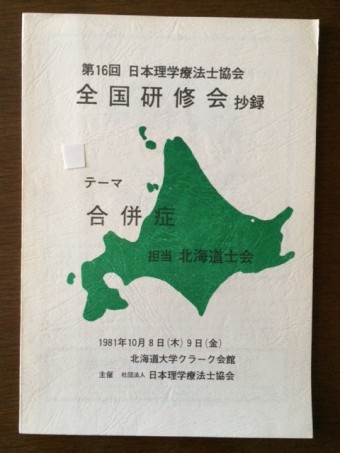 第16回 日本理学療法士協会
全国研修会 抄録
テーマ
合併症
担当 北海道士会
1981年10月8日(木)9日(金)
北海道大学クラーク会館
主催 社団法人 日本理学療法士協会